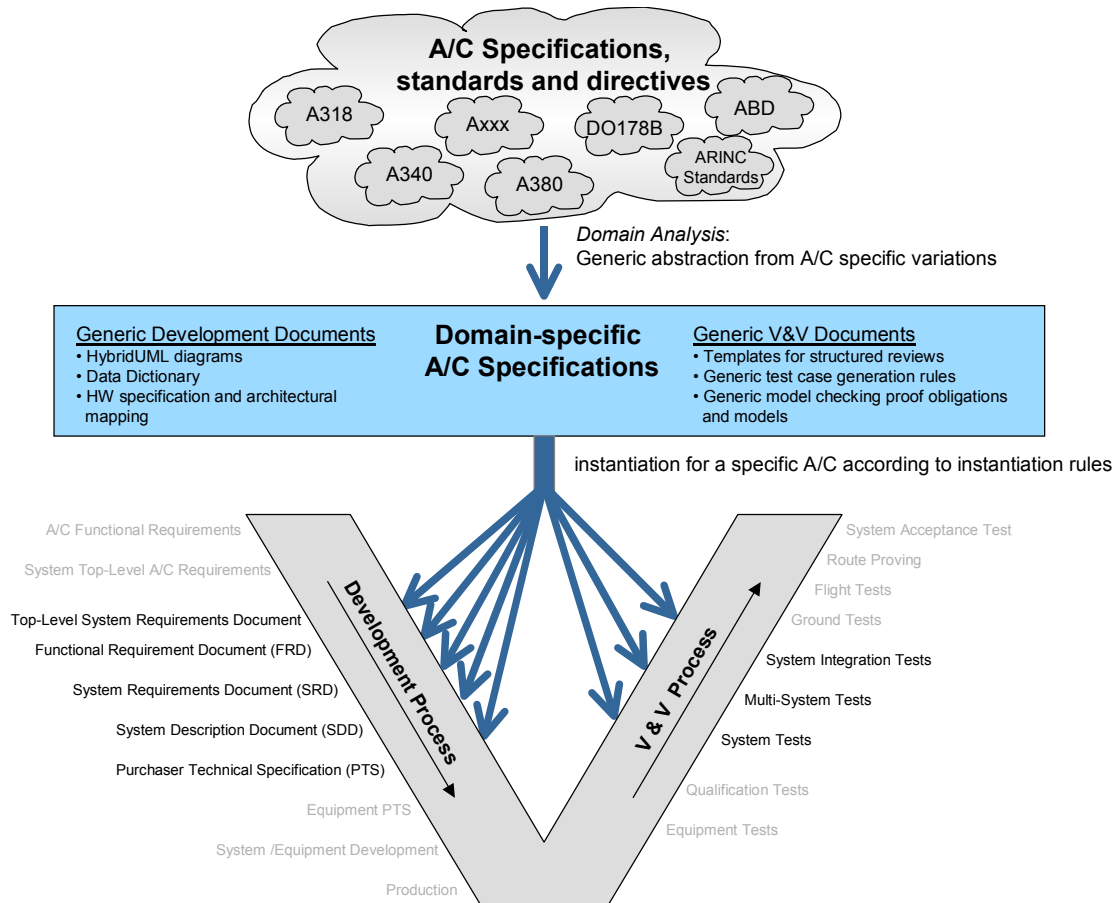 A/C Specifications,
standards and directives
A318
Axxx
DO178B
ABD
A340
A380
ARINC
Standards
Domain Analysis:
Generic abstraction from A/C specific variations
Generic Development Documents
• HybridUML diagrams
• Data Dictionary
• HW specification and architectural
mapping
Domain-specific
A/C Specifications
Generic V&V Documents
• Templates for structured reviews
• Generic test case generation rules
• Generic model checking proof obligations
and models
instantiation for a specific A/C according to instantiation rules
A/C Functional Requirements
System Top-Level A/C Requirements
Top-Level System Requirements Document
Functional Requirement Document (FRD)
System Requirements Document (SRD)
System Description Document (SDD)
Purchaser Technical Specification (PTS)
Equipment PTS
System /Equipment Development
Production
Development Process
V & V Process
System Acceptance Test
Route Proving
Flight Tests
Ground Tests
System Integration Tests
Multi-System Tests
System Tests
Qualification Tests
Equipment Tests